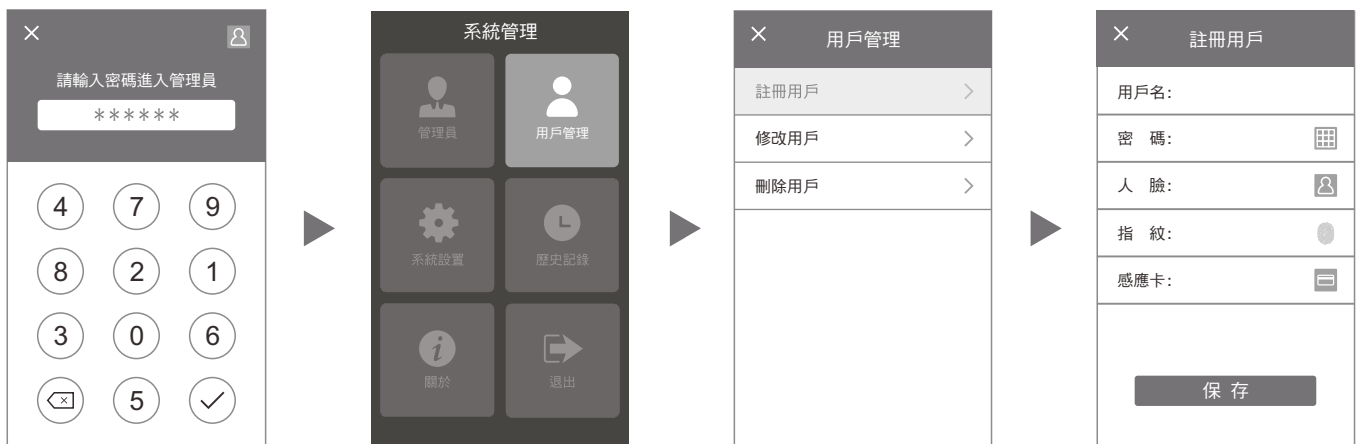 請輸入密碼進入管理員
******
4 7 9
8 2 1
3 0 6
5
系統管理
管理員 用戶管理
系統設置 歷史記錄
關於 退出
用戶管理
註冊用戶
修改用戶
刪除用戶
註冊用戶
用戶名:
密 碼:
人 臉:
指 紋:
感應卡:
保 存